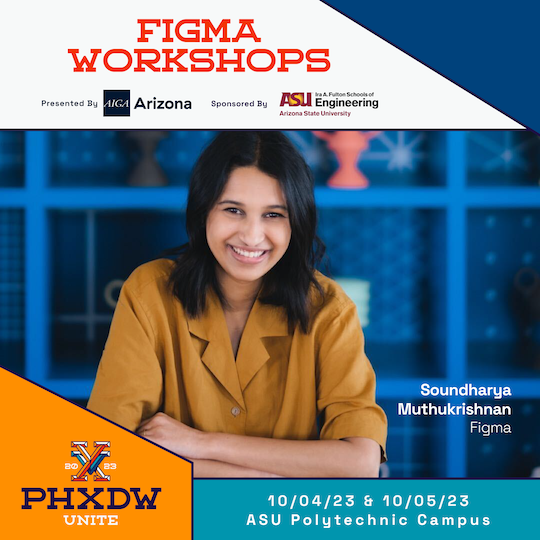 FIGMA
WORKSHOPS
Presented By AIGA Arizona Sponsored By ASU Ira A. Fulton Schools of
Engineering
Arizona State University
Soundharya
Muthukrishnan
Figma
20 23
PHXDW
UNITE
10/04/23 & 10/05/23
ASU Polytechnic Campus